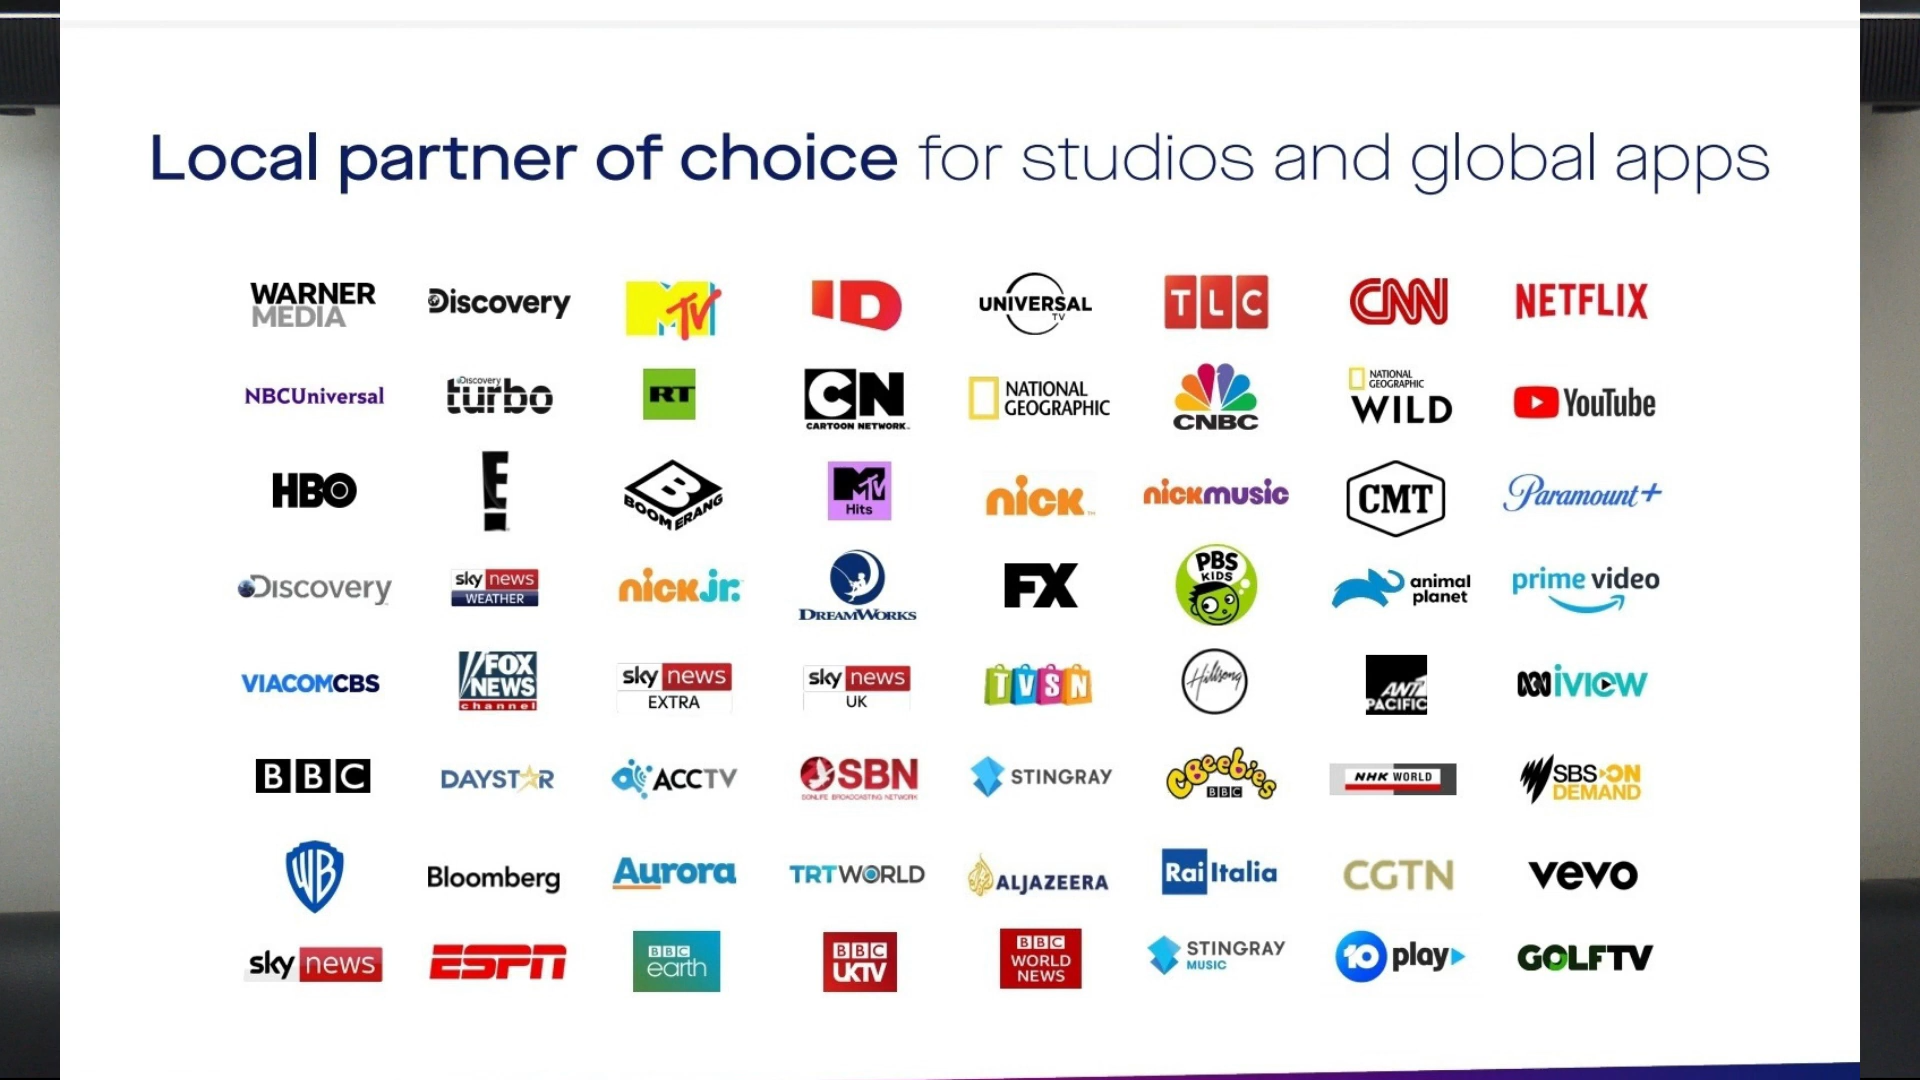 Local partner of choice for studios and global apps
WARNER
MEDIA
Discovery
MTV
ID
UNIVERSAL
TV
TLC
CNN
NETFLIX
NBCUniversal
Discovery
turbo
RT
CN
CARTOON NETWORK
NATIONAL
GEOGRAPHIC
CNBC
NATIONAL
GEOGRAPHIC
WILD
YouTube
HBO
E!
B
BOOMERANG
MTV
Hits
nick
nickmusic
CMT
Paramount+
Discovery
sky news
WEATHER
nick jr.
DREAMWORKS
FX
PBS
KIDS
animal
planet
prime video
VIACOMCBS
FOX
NEWS
channel
sky news
EXTRA
sky news
UK
TVSN
Hillsong
ANT
PACIFIC
iview
BBC
DAYSTAR
ACCTV
SBN
SONLIFE BROADCASTING NETWORK
STINGRAY
CBeebies
BBC
NHK WORLD
SBS ON
DEMAND
WB
Bloomberg
Aurora
TRTWORLD
ALJAZEERA
Rai Italia
CGTN
vevo
sky news
ESPN
BBC
earth
BBC
UKTV
BBC
WORLD
NEWS
STINGRAY
MUSIC
10 play
GOLFTV